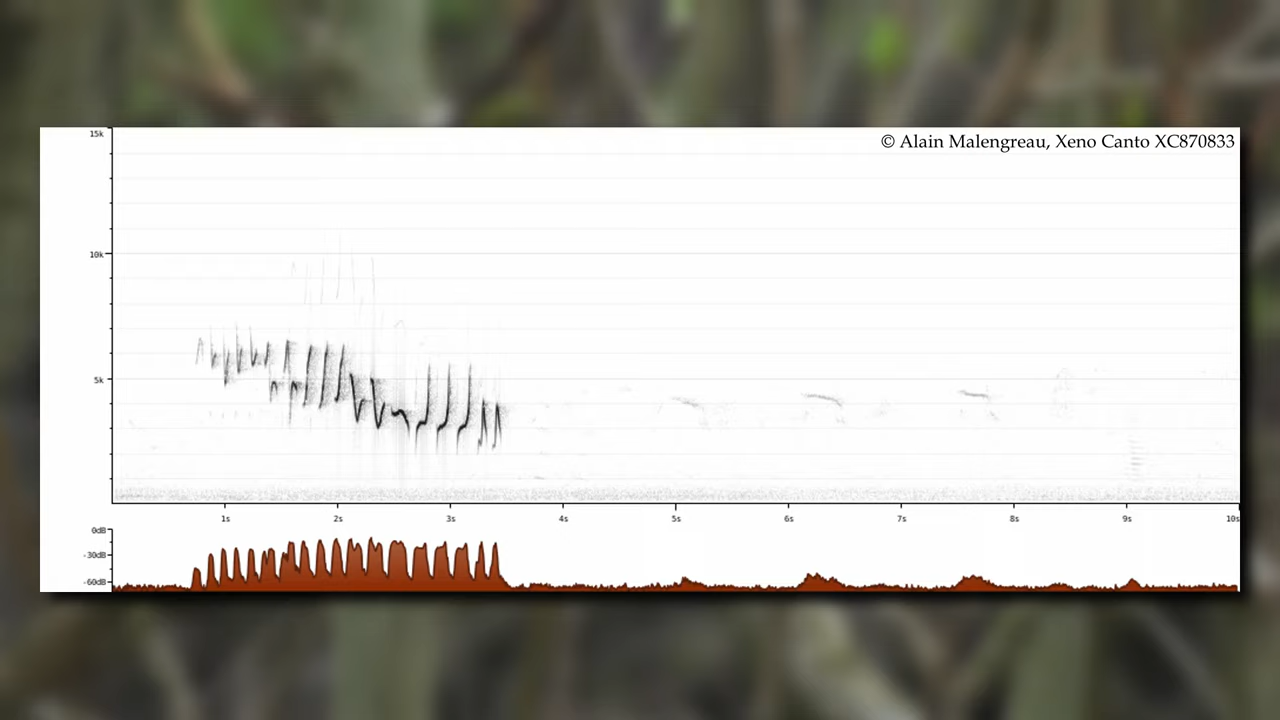 © Alain Malengreau, Xeno Canto XC870833
15k
10k
5k
1s 2s 3s 4s 5s 6s 7s 8s 9s 10s
0dB
-30dB
-60dB